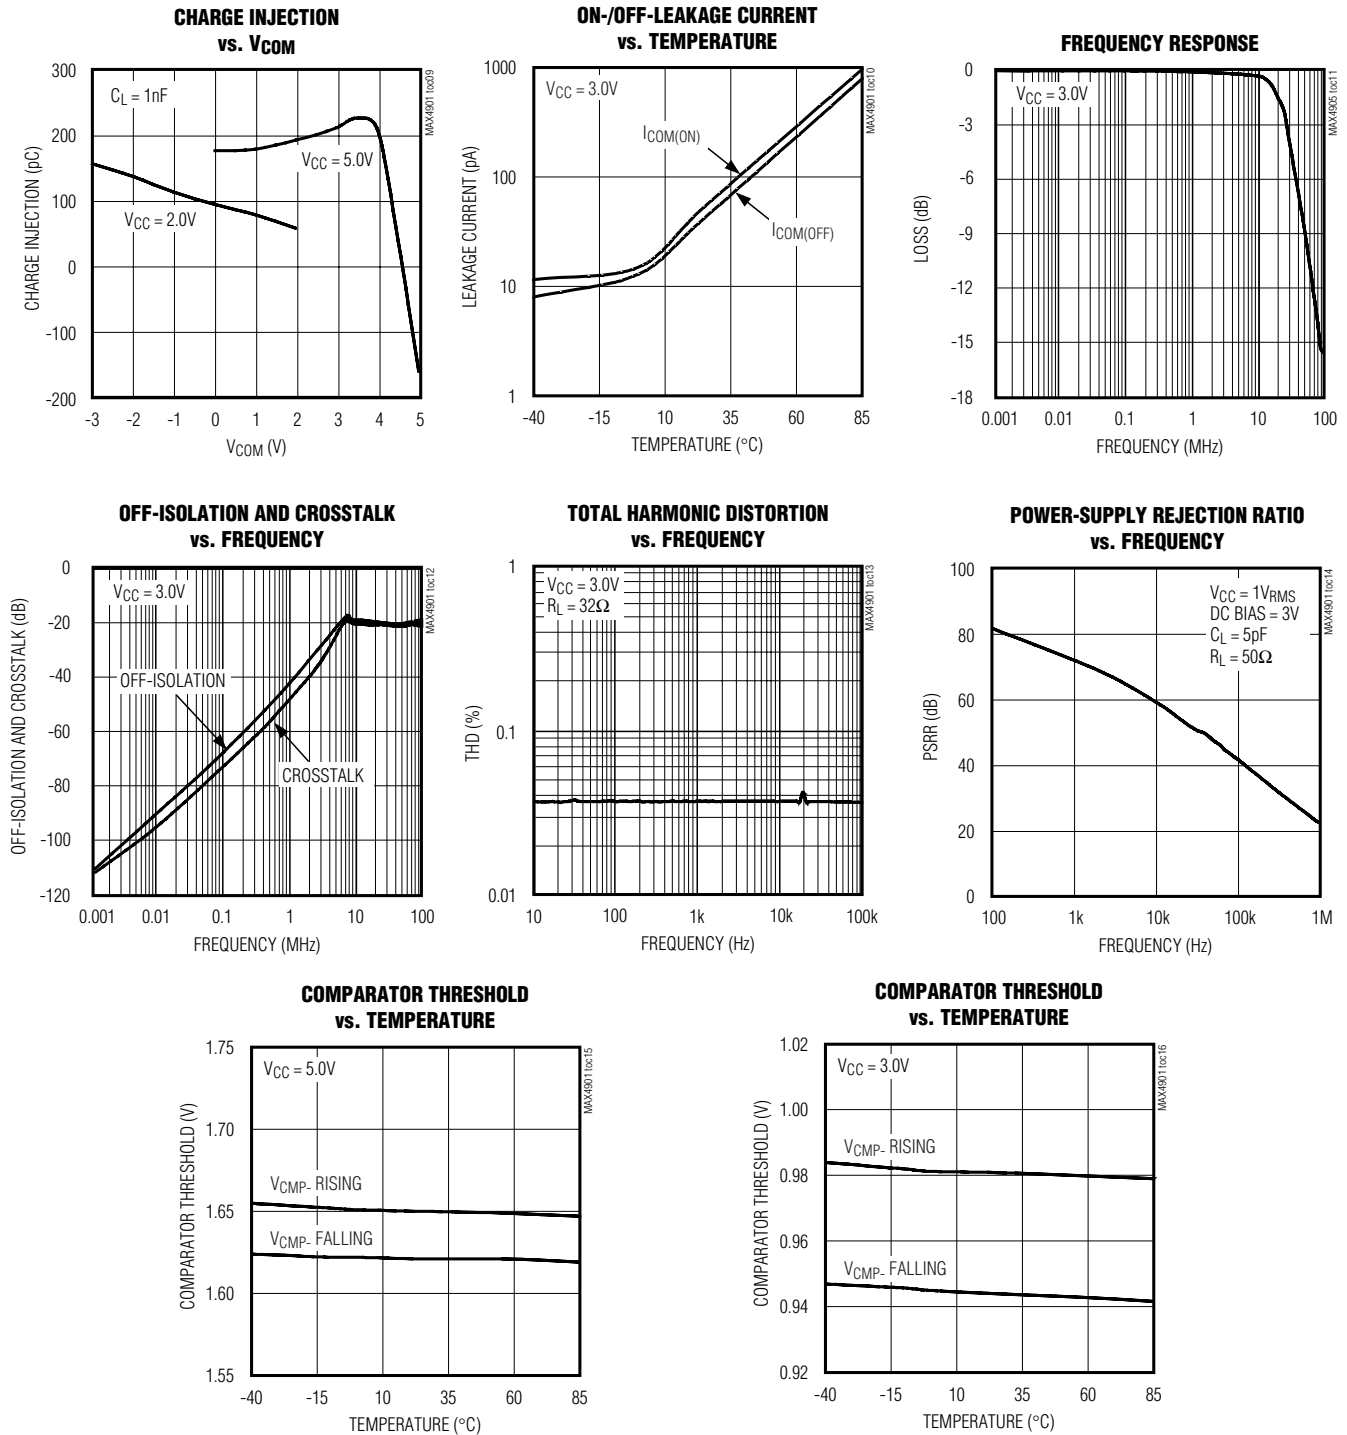 CHARGE INJECTION
vs. VCOM
300
200
100
0
-100
-200
CHARGE INJECTION (pC)
CL = 1nF
VCC = 5.0V
VCC = 2.0V
-3 -2 -1 0 1 2 3 4 5
VCOM (V)
MAX4901 toc09
ON-/OFF-LEAKAGE CURRENT
vs. TEMPERATURE
1000
100
10
1
LEAKAGE CURRENT (pA)
VCC = 3.0V
ICOM(ON)
ICOM(OFF)
-40 -15 10 35 60 85
TEMPERATURE (°C)
MAX4901 toc10
FREQUENCY RESPONSE
0
-3
-6
-9
-12
-15
-18
LOSS (dB)
VCC = 3.0V
0.001 0.01 0.1 1 10 100
FREQUENCY (MHz)
MAX4905 toc11
OFF-ISOLATION AND CROSSTALK
vs. FREQUENCY
0
-20
-40
-60
-80
-100
-120
OFF-ISOLATION AND CROSSTALK (dB)
VCC = 3.0V
OFF-ISOLATION
CROSSTALK
0.001 0.01 0.1 1 10 100
FREQUENCY (MHz)
MAX4901 toc12
TOTAL HARMONIC DISTORTION
vs. FREQUENCY
1
0.1
0.01
THD (%)
VCC = 3.0V
RL = 32Ω
10 100 1k 10k 100k
FREQUENCY (Hz)
MAX4901 toc13
POWER-SUPPLY REJECTION RATIO
vs. FREQUENCY
100
80
60
40
20
0
PSRR (dB)
VCC = 1VRMS
DC BIAS = 3V
CL = 5pF
RL = 50Ω
100 1k 10k 100k 1M
FREQUENCY (Hz)
MAX4901 toc14
COMPARATOR THRESHOLD
vs. TEMPERATURE
1.75
1.70
1.65
1.60
1.55
COMPARATOR THRESHOLD (V)
VCC = 5.0V
VCMP- RISING
VCMP- FALLING
-40 -15 10 35 60 85
TEMPERATURE (°C)
MAX4901 toc15
COMPARATOR THRESHOLD
vs. TEMPERATURE
1.02
1.00
0.98
0.96
0.94
0.92
COMPARATOR THRESHOLD (V)
VCC = 3.0V
VCMP- RISING
VCMP- FALLING
-40 -15 10 35 60 85
TEMPERATURE (°C)
MAX4901 toc16